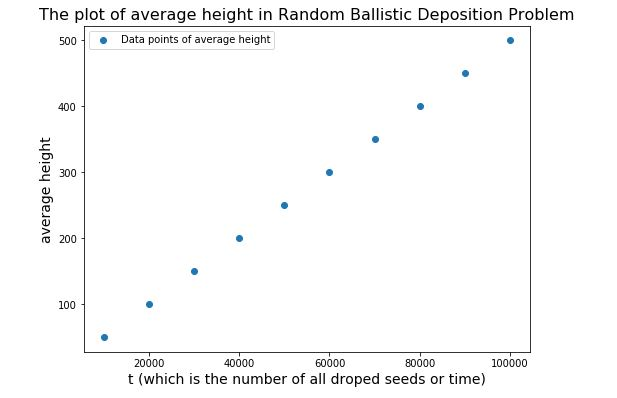 The plot of average height in Random Ballistic Deposition Problem
Data points of average height
500
400
300
200
100
average height
20000 40000 60000 80000 100000
t (which is the number of all droped seeds or time)